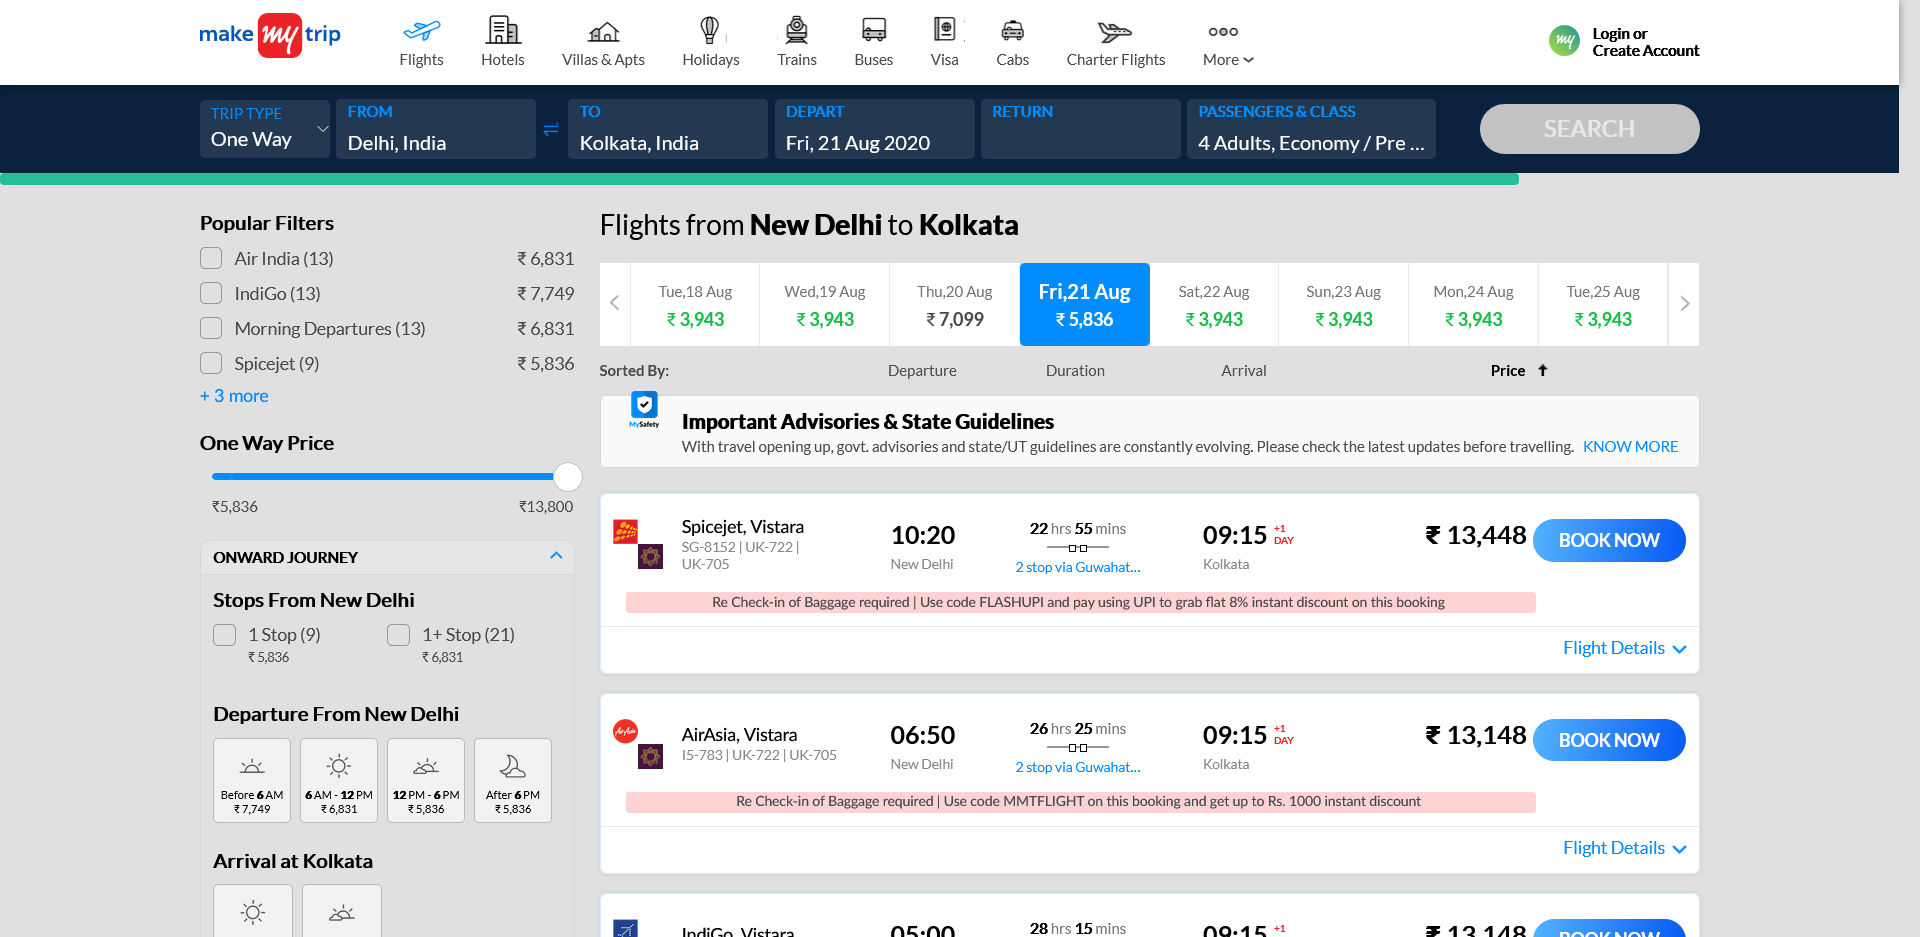 make my trip
Flights
Hotels
Villas & Apts
Holidays
Trains
Buses
Visa
Cabs
Charter Flights
More
my
Login or
Create Account
TRIP TYPE
One Way
FROM
Delhi, India
TO
Kolkata, India
DEPART
Fri, 21 Aug 2020
RETURN
PASSENGERS & CLASS
4 Adults, Economy / Pre ...
SEARCH
Popular Filters
Air India (13) ₹ 6,831
IndiGo (13) ₹ 7,749
Morning Departures (13) ₹ 6,831
Spicejet (9) ₹ 5,836
+ 3 more
One Way Price
₹5,836 ₹13,800
ONWARD JOURNEY
Stops From New Delhi
1 Stop (9)
₹ 5,836
1+ Stop (21)
₹ 6,831
Departure From New Delhi
Before 6 AM
₹ 7,749
6 AM - 12 PM
₹ 6,831
12 PM - 6 PM
₹ 5,836
After 6 PM
₹ 5,836
Arrival at Kolkata
Flights from New Delhi to Kolkata
Tue,18 Aug
₹ 3,943
Wed,19 Aug
₹ 3,943
Thu,20 Aug
₹ 7,099
Fri,21 Aug
₹ 5,836
Sat,22 Aug
₹ 3,943
Sun,23 Aug
₹ 3,943
Mon,24 Aug
₹ 3,943
Tue,25 Aug
₹ 3,943
Sorted By: Departure Duration Arrival Price
MySafety
Important Advisories & State Guidelines
With travel opening up, govt. advisories and state/UT guidelines are constantly evolving. Please check the latest updates before travelling. KNOW MORE
Spicejet, Vistara
SG-8152 | UK-722 |
UK-705
10:20
New Delhi
22 hrs 55 mins
2 stop via Guwahat...
09:15 +1 DAY
Kolkata
₹ 13,448
BOOK NOW
Re Check-in of Baggage required | Use code FLASHUPI and pay using UPI to grab flat 8% instant discount on this booking
Flight Details
AirAsia
AirAsia, Vistara
I5-783 | UK-722 | UK-705
06:50
New Delhi
26 hrs 25 mins
2 stop via Guwahat...
09:15 +1 DAY
Kolkata
₹ 13,148
BOOK NOW
Re Check-in of Baggage required | Use code MMTFLIGHT on this booking and get up to Rs. 1000 instant discount
Flight Details
IndiGo, Vistara
05:00
28 hrs 15 mins
09:15 +1
₹ 13,148
BOOK NOW